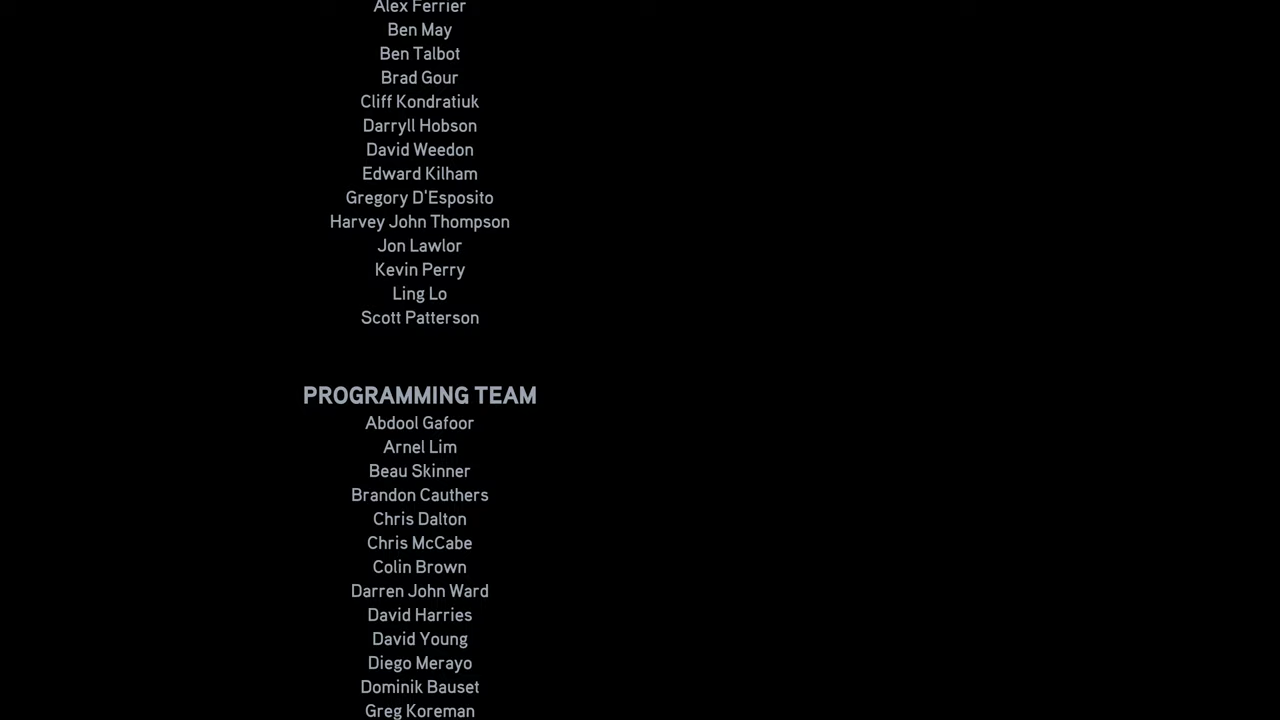 Alex Ferrier
Ben May
Ben Talbot
Brad Gour
Cliff Kondratiuk
Darryll Hobson
David Weedon
Edward Kilham
Gregory D'Esposito
Harvey John Thompson
Jon Lawlor
Kevin Perry
Ling Lo
Scott Patterson
PROGRAMMING TEAM
Abdool Gafoor
Arnel Lim
Beau Skinner
Brandon Cauthers
Chris Dalton
Chris McCabe
Colin Brown
Darren John Ward
David Harries
David Young
Diego Merayo
Dominik Bauset
Greg Koreman